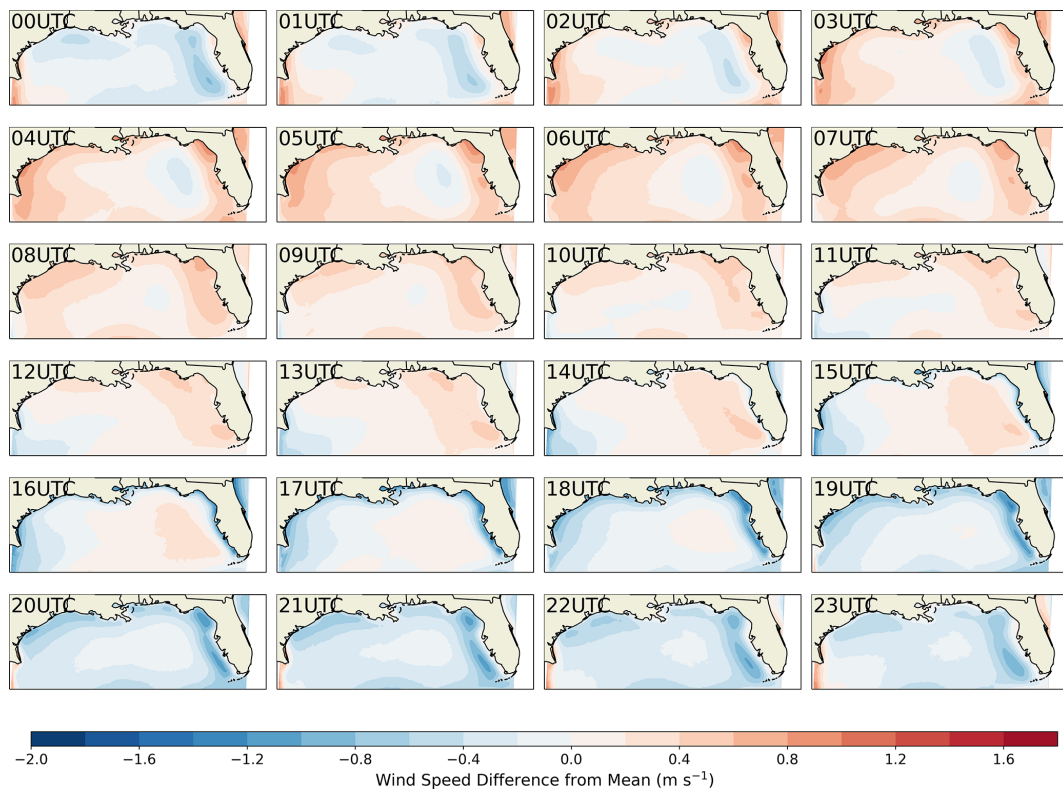 00UTC 01UTC 02UTC 03UTC
04UTC 05UTC 06UTC 07UTC
08UTC 09UTC 10UTC 11UTC
12UTC 13UTC 14UTC 15UTC
16UTC 17UTC 18UTC 19UTC
20UTC 21UTC 22UTC 23UTC
−2.0 −1.6 −1.2 −0.8 −0.4 0.0 0.4 0.8 1.2 1.6
Wind Speed Difference from Mean (m s⁻¹)